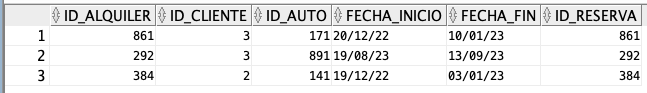 ID_ALQUILER ID_CLIENTE ID_AUTO FECHA_INICIO FECHA_FIN ID_RESERVA
1 861 3 171 20/12/22 10/01/23 861
2 292 3 891 19/08/23 13/09/23 292
3 384 2 141 19/12/22 03/01/23 384